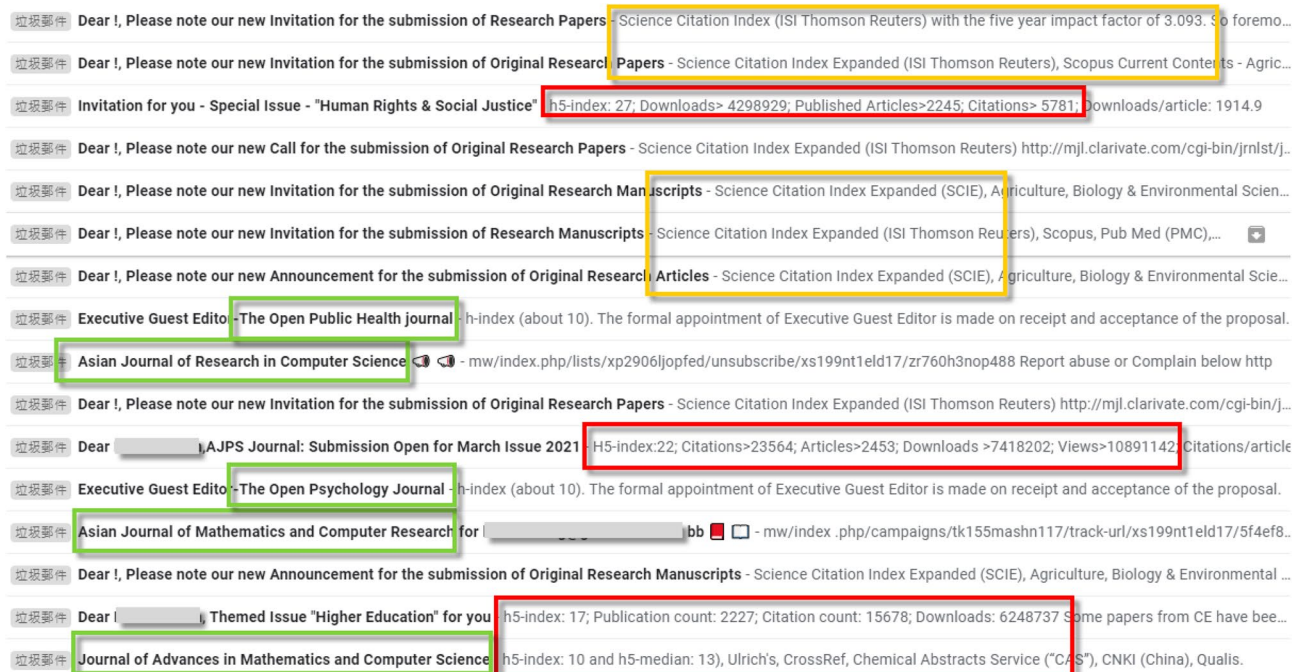 垃圾郵件 Dear !, Please note our new Invitation for the submission of Research Papers - Science Citation Index (ISI Thomson Reuters) with the five year impact factor of 3.093. So foremo...
垃圾郵件 Dear !, Please note our new Invitation for the submission of Original Research Papers - Science Citation Index Expanded (ISI Thomson Reuters), Scopus Current Contents - Agric...
垃圾郵件 Invitation for you - Special Issue - "Human Rights & Social Justice" - h5-index: 27; Downloads> 4298929; Published Articles>2245; Citations> 5781; Downloads/article: 1914.9
垃圾郵件 Dear !, Please note our new Call for the submission of Original Research Papers - Science Citation Index Expanded (ISI Thomson Reuters) http://mjl.clarivate.com/cgi-bin/jrnlst/j...
垃圾郵件 Dear !, Please note our new Invitation for the submission of Original Research Manuscripts - Science Citation Index Expanded (SCIE), Agriculture, Biology & Environmental Scien...
垃圾郵件 Dear !, Please note our new Invitation for the submission of Research Manuscripts - Science Citation Index Expanded (ISI Thomson Reuters), Scopus, Pub Med (PMC),...
垃圾郵件 Dear !, Please note our new Announcement for the submission of Original Research Articles - Science Citation Index Expanded (SCIE), Agriculture, Biology & Environmental Scie...
垃圾郵件 Executive Guest Editor-The Open Public Health journal - h-index (about 10). The formal appointment of Executive Guest Editor is made on receipt and acceptance of the proposal.
垃圾郵件 Asian Journal of Research in Computer Science - mw/index.php/lists/xp2906ljopfed/unsubscribe/xs199nt1eld17/zr760h3nop488 Report abuse or Complain below http
垃圾郵件 Dear !, Please note our new Invitation for the submission of Original Research Papers - Science Citation Index Expanded (ISI Thomson Reuters) http://mjl.clarivate.com/cgi-bin/j...
垃圾郵件 Dear ,AJPS Journal: Submission Open for March Issue 2021 - H5-index:22; Citations>23564; Articles>2453; Downloads >7418202; Views>10891142; Citations/article
垃圾郵件 Executive Guest Editor-The Open Psychology Journal - h-index (about 10). The formal appointment of Executive Guest Editor is made on receipt and acceptance of the proposal.
垃圾郵件 Asian Journal of Mathematics and Computer Research for bb - mw/index .php/campaigns/tk155mashn117/track-url/xs199nt1eld17/5f4ef8...
垃圾郵件 Dear !, Please note our new Announcement for the submission of Original Research Manuscripts - Science Citation Index Expanded (SCIE), Agriculture, Biology & Environmental ...
垃圾郵件 Dear , Themed Issue "Higher Education" for you - h5-index: 17; Publication count: 2227; Citation count: 15678; Downloads: 6248737 Some papers from CE have bee...
垃圾郵件 Journal of Advances in Mathematics and Computer Science h5-index: 10 and h5-median: 13), Ulrich's, CrossRef, Chemical Abstracts Service (“CAS”), CNKI (China), Qualis.